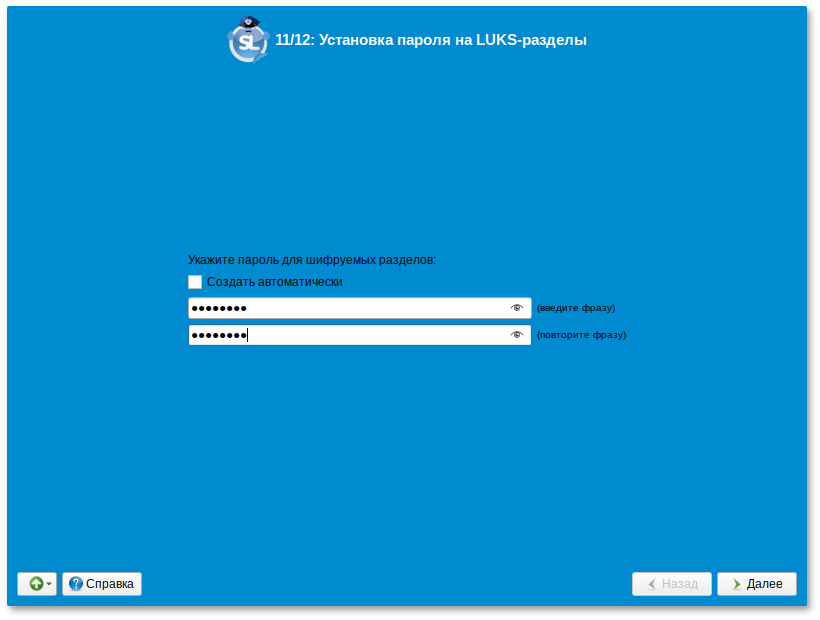 SL
11/12: Установка пароля на LUKS-разделы
Укажите пароль для шифруемых разделов:
Создать автоматически
●●●●●●●● (введите фразу)
●●●●●●●● (повторите фразу)
Справка
Назад
Далее